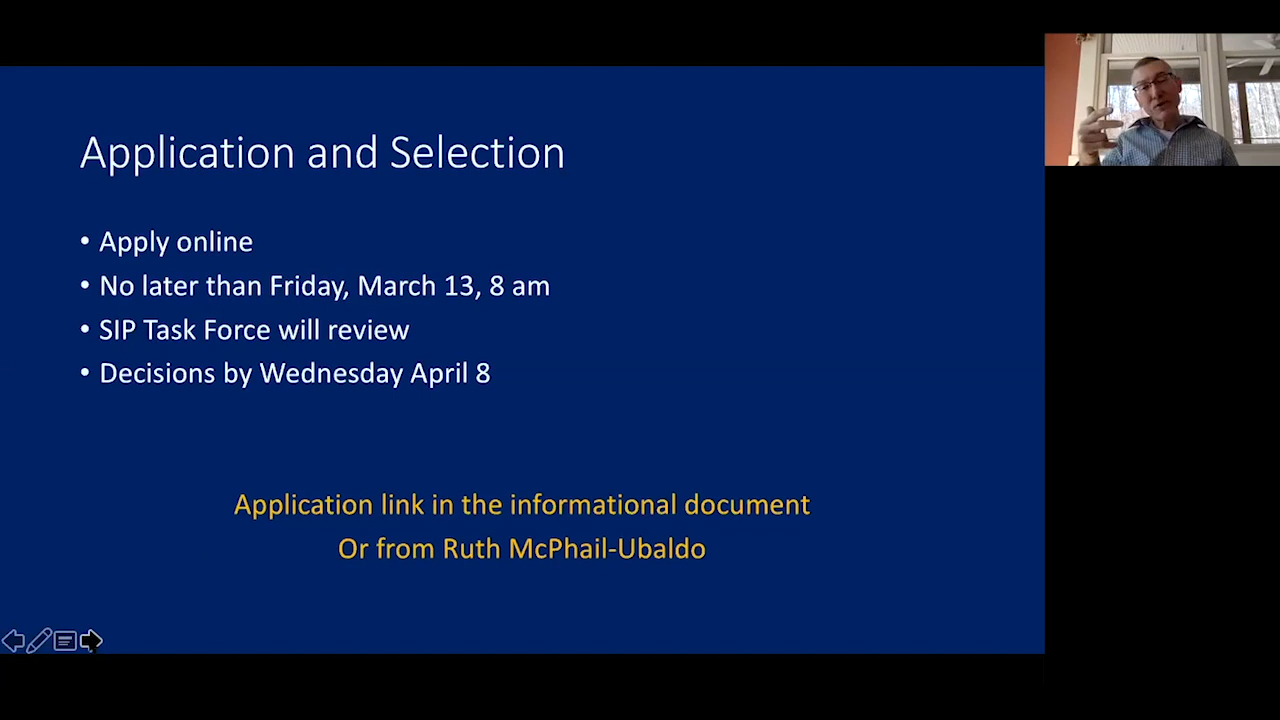 Application and Selection
• Apply online
• No later than Friday, March 13, 8 am
• SIP Task Force will review
• Decisions by Wednesday April 8
Application link in the informational document
Or from Ruth McPhail-Ubaldo